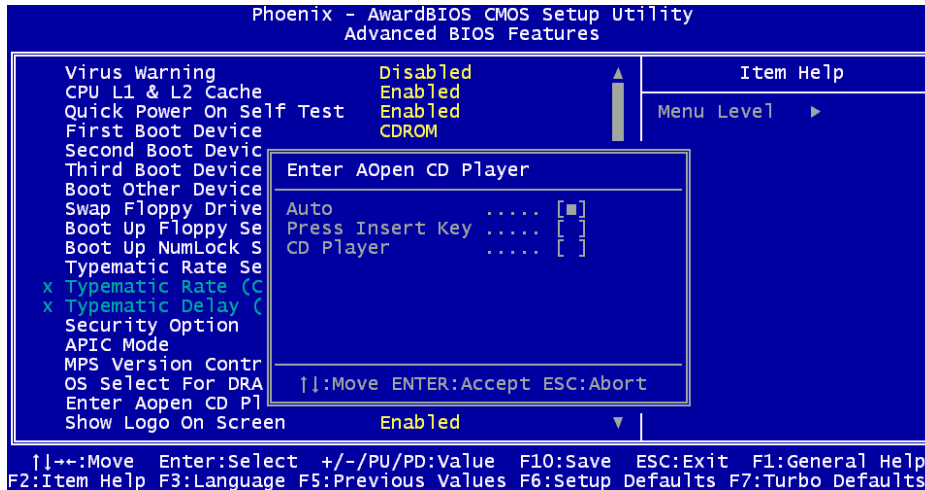 Phoenix - AwardBIOS CMOS Setup Utility
Advanced BIOS Features
Virus Warning Disabled
CPU L1 & L2 Cache Enabled
Quick Power On Self Test Enabled
First Boot Device CDROM
Second Boot Devic
Third Boot Device
Boot Other Device
Swap Floppy Drive
Boot Up Floppy Se
Boot Up NumLock S
Typematic Rate Se
x Typematic Rate (C
x Typematic Delay (
Security Option
APIC Mode
MPS Version Contr
OS Select For DRA
Enter Aopen CD Pl
Show Logo On Screen Enabled
Enter AOpen CD Player
Auto ..... [■]
Press Insert Key ..... [ ]
CD Player ..... [ ]
↑↓:Move ENTER:Accept ESC:Abort
Item Help
Menu Level ▶
↑↓→←:Move Enter:Select +/-/PU/PD:Value F10:Save ESC:Exit F1:General Help
F2:Item Help F3:Language F5:Previous Values F6:Setup Defaults F7:Turbo Defaults